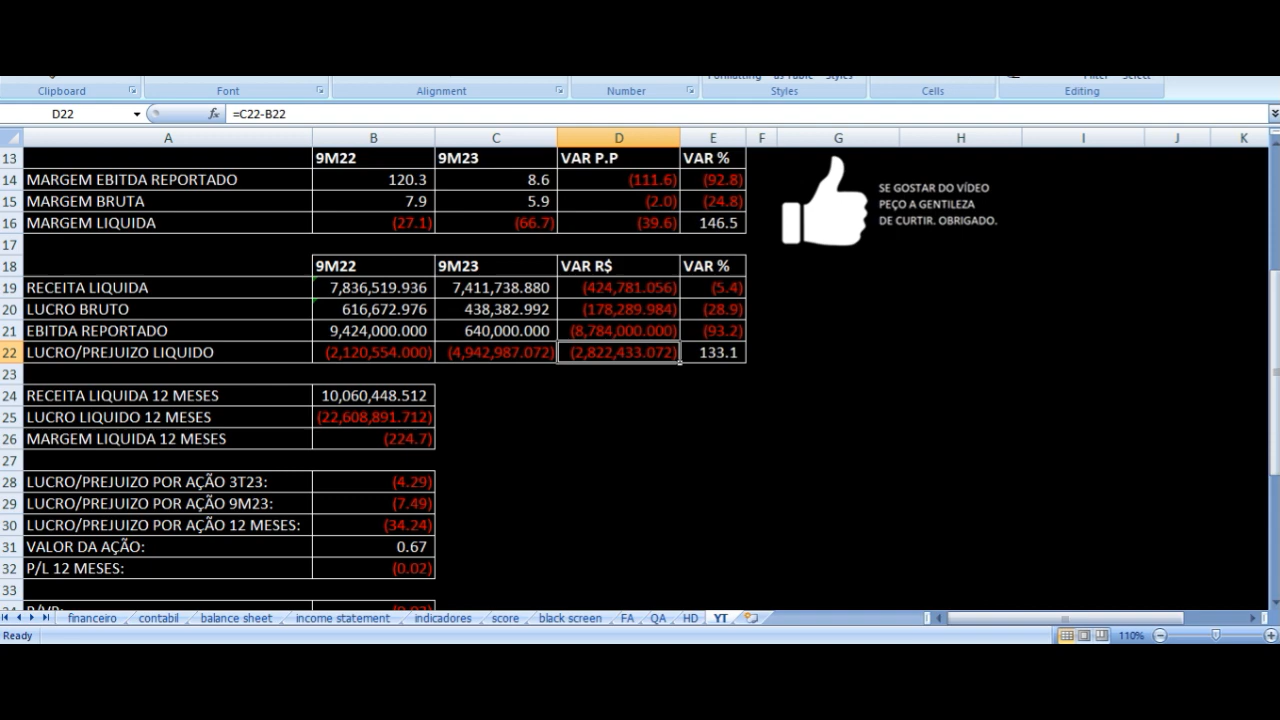 Clipboard Font Alignment Number Styles Cells Editing
D22 fx =C22-B22
A B C D E F G H I J K
13 9M22 9M23 VAR P.P VAR %
14 MARGEM EBITDA REPORTADO 120.3 8.6 (111.6) (92.8)
15 MARGEM BRUTA 7.9 5.9 (2.0) (24.8)
16 MARGEM LIQUIDA (27.1) (66.7) (39.6) 146.5
SE GOSTAR DO VÍDEO
PEÇO A GENTILEZA
DE CURTIR. OBRIGADO.
17
18 9M22 9M23 VAR R$ VAR %
19 RECEITA LIQUIDA 7,836,519.936 7,411,738.880 (424,781.056) (5.4)
20 LUCRO BRUTO 616,672.976 438,382.992 (178,289.984) (28.9)
21 EBITDA REPORTADO 9,424,000.000 640,000.000 (8,784,000.000) (93.2)
22 LUCRO/PREJUIZO LIQUIDO (2,120,554.000) (4,942,987.072) (2,822,433.072) 133.1
23
24 RECEITA LIQUIDA 12 MESES 10,060,448.512
25 LUCRO LIQUIDO 12 MESES (22,608,891.712)
26 MARGEM LIQUIDA 12 MESES (224.7)
27
28 LUCRO/PREJUIZO POR AÇÃO 3T23: (4.29)
29 LUCRO/PREJUIZO POR AÇÃO 9M23: (7.49)
30 LUCRO/PREJUIZO POR AÇÃO 12 MESES: (34.24)
31 VALOR DA AÇÃO: 0.67
32 P/L 12 MESES: (0.02)
33
financeiro contabil balance sheet income statement indicadores score black screen FA QA HD YT
Ready 110%